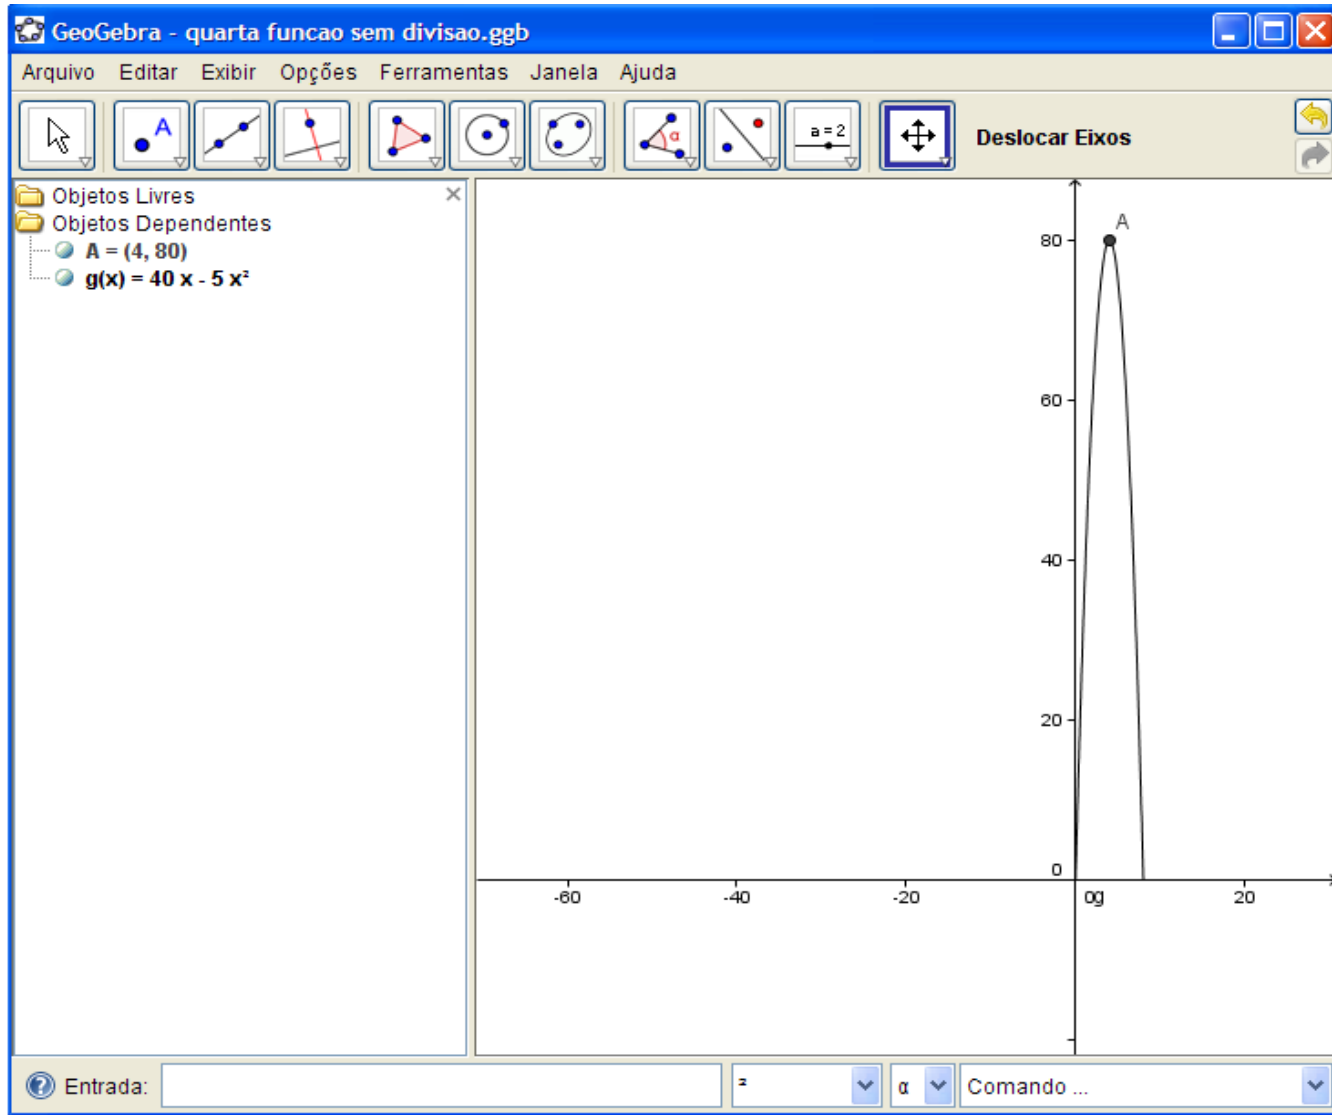 GeoGebra - quarta funcao sem divisao.ggb
Arquivo Editar Exibir Opções Ferramentas Janela Ajuda
A α a = 2 Deslocar Eixos
Objetos Livres
Objetos Dependentes
A = (4, 80)
g(x) = 40 x - 5 x²
A
80
60
40
20
0
-60 -40 -20 0g 20
Entrada: ² α Comando ...